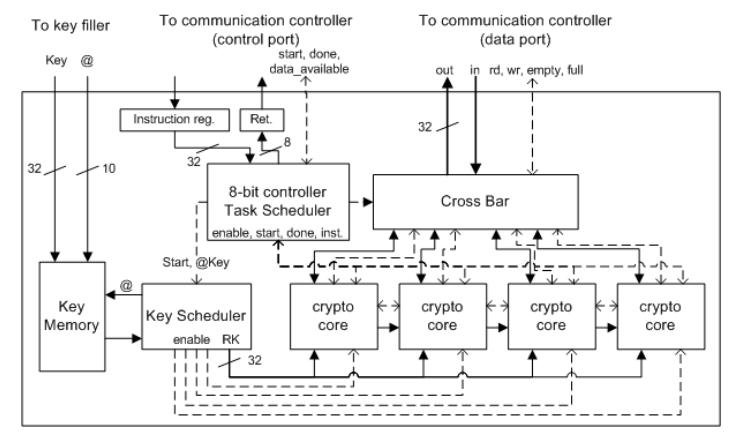 To key filler
To communication controller
(control port)
To communication controller
(data port)
Key
@
start, done,
data_available
out
in
rd, wr, empty, full
Instruction reg.
Ret.
32
8
32
32
10
8-bit controller
Task Scheduler
enable, start, done, inst.
Cross Bar
Start, @Key
@
Key
Memory
Key Scheduler
enable
RK
32
crypto
core
crypto
core
crypto
core
crypto
core